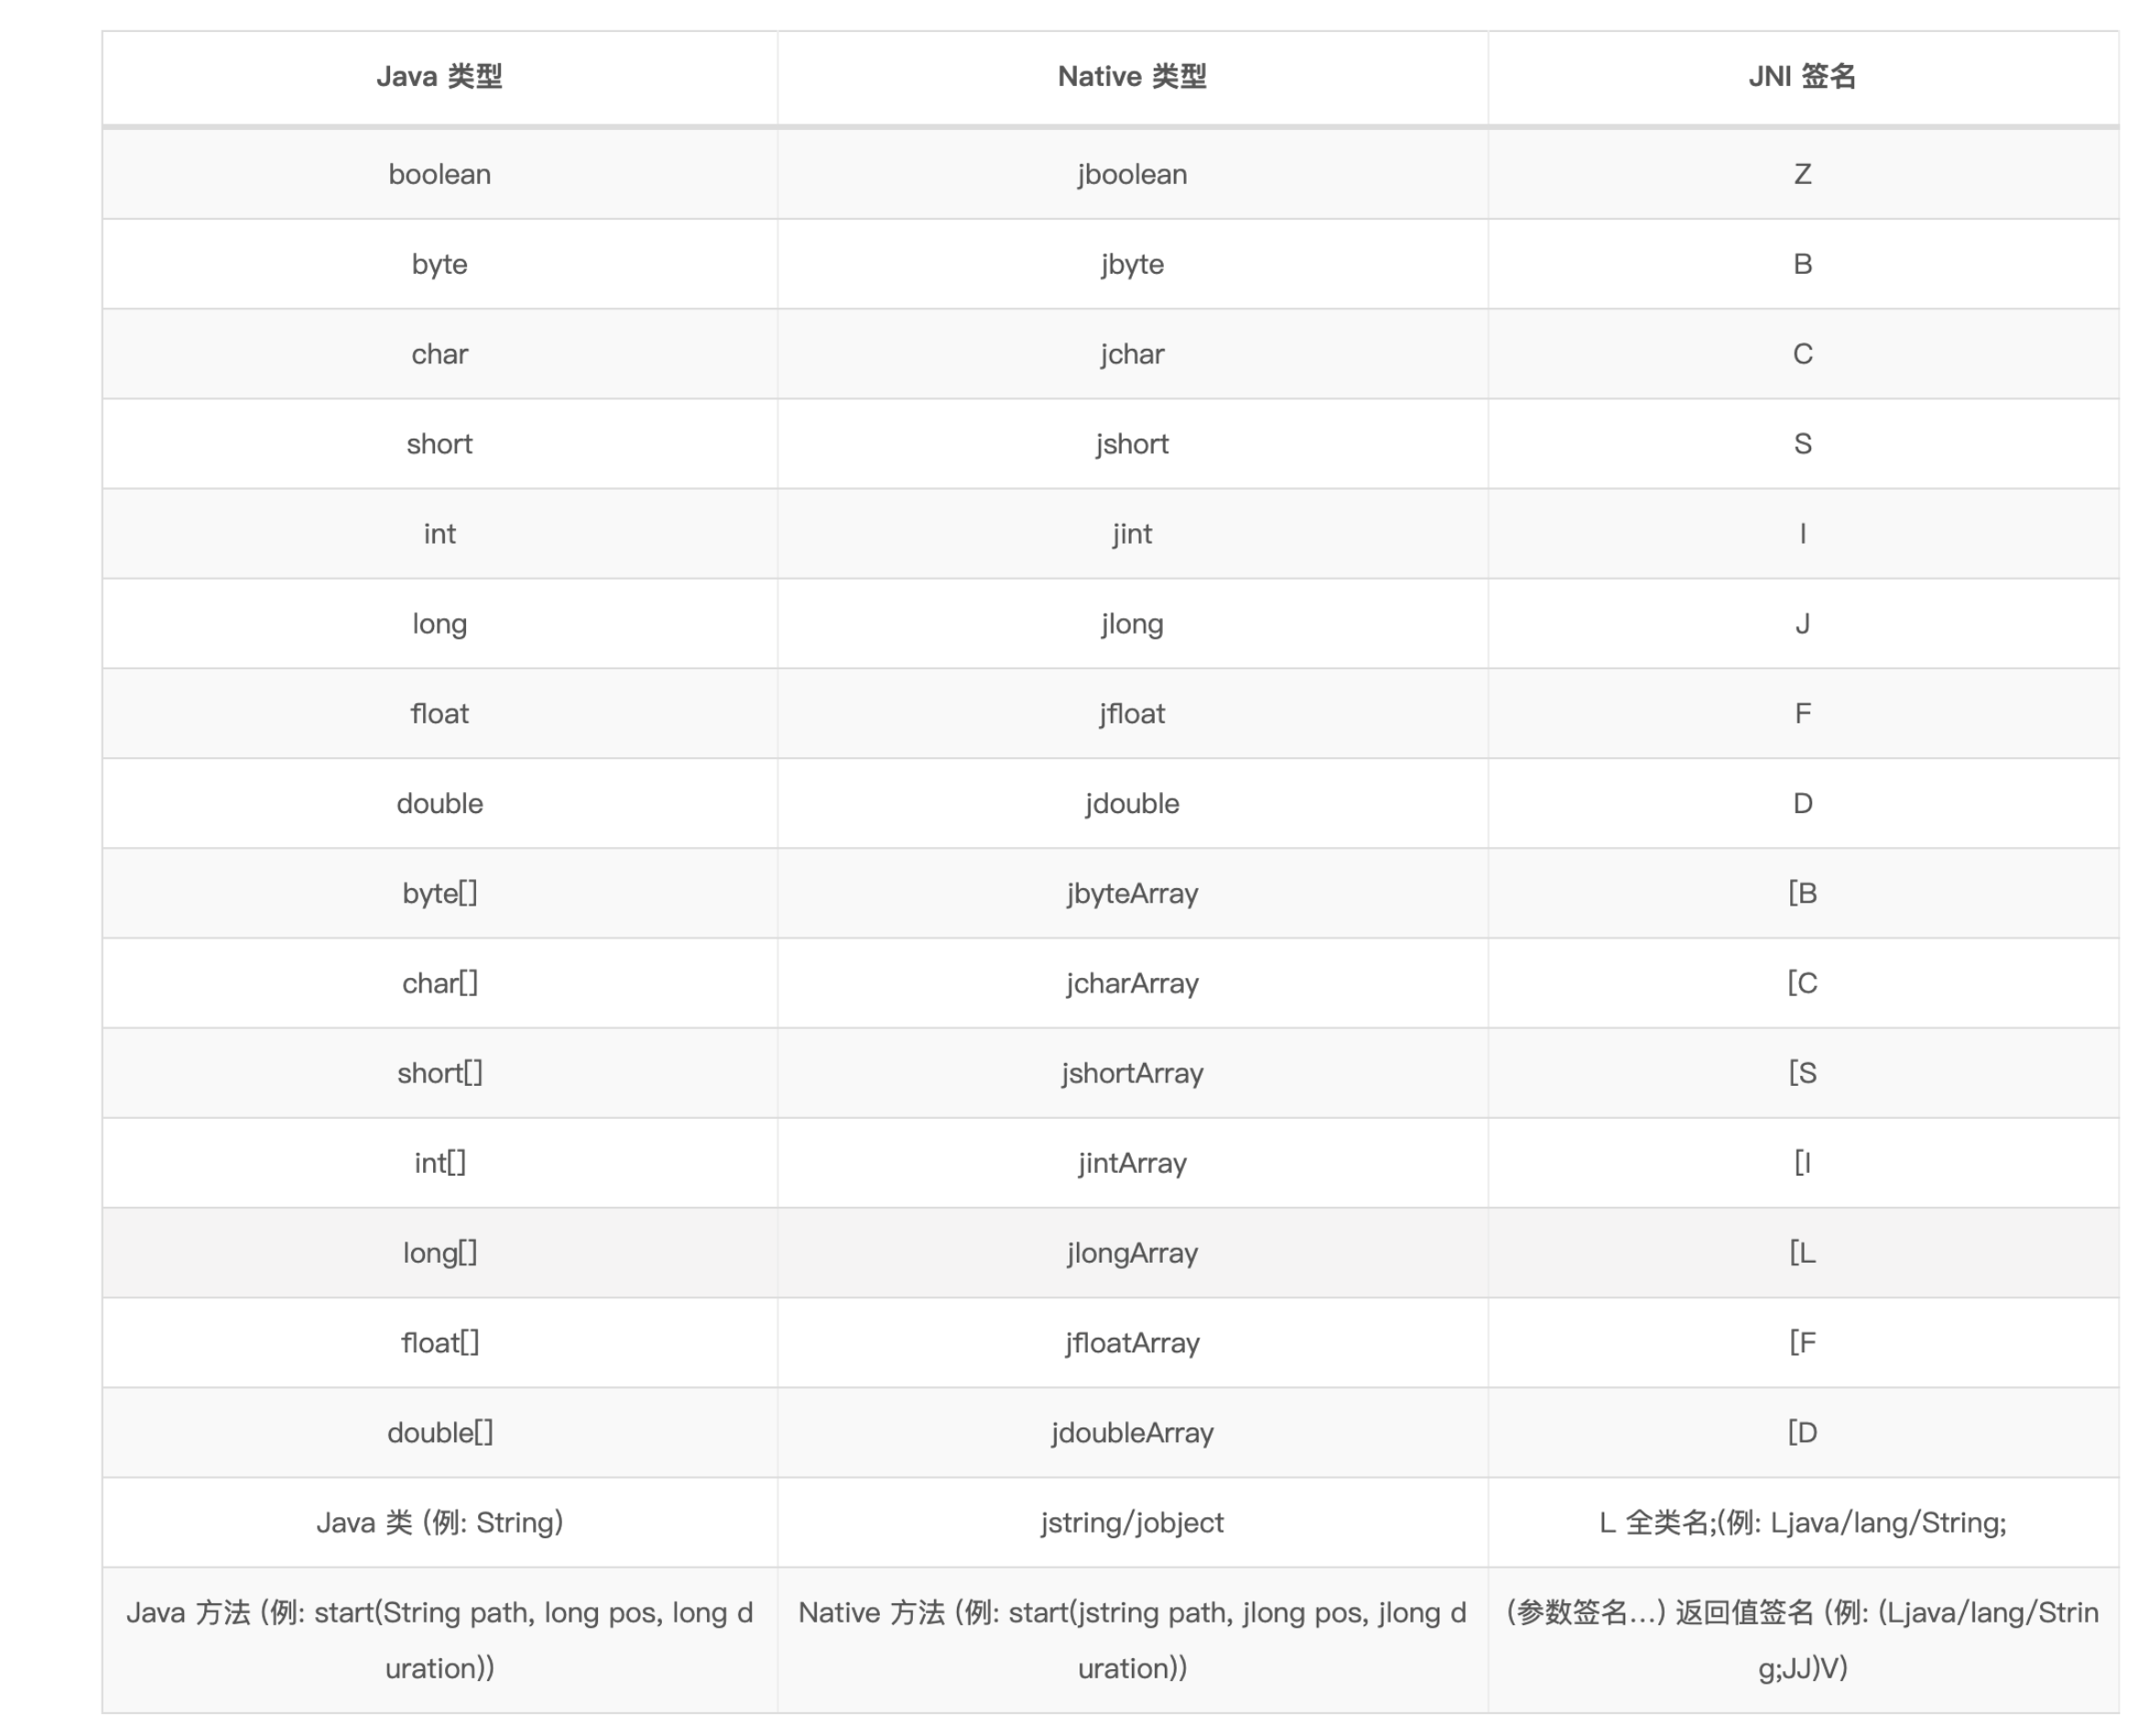 Java 类型 Native 类型 JNI 签名
boolean jboolean Z
byte jbyte B
char jchar C
short jshort S
int jint I
long jlong J
float jfloat F
double jdouble D
byte[] jbyteArray [B
char[] jcharArray [C
short[] jshortArray [S
int[] jintArray [I
long[] jlongArray [L
float[] jfloatArray [F
double[] jdoubleArray [D
Java 类 (例: String) jstring/jobject L 全类名;(例: Ljava/lang/String;
Java 方法 (例: start(String path, long pos, long d
uration))
Native 方法 (例: start(jstring path, jlong pos, jlong d
uration))
(参数签名...) 返回值签名 (例: (Ljava/lang/Strin
g;JJ)V)